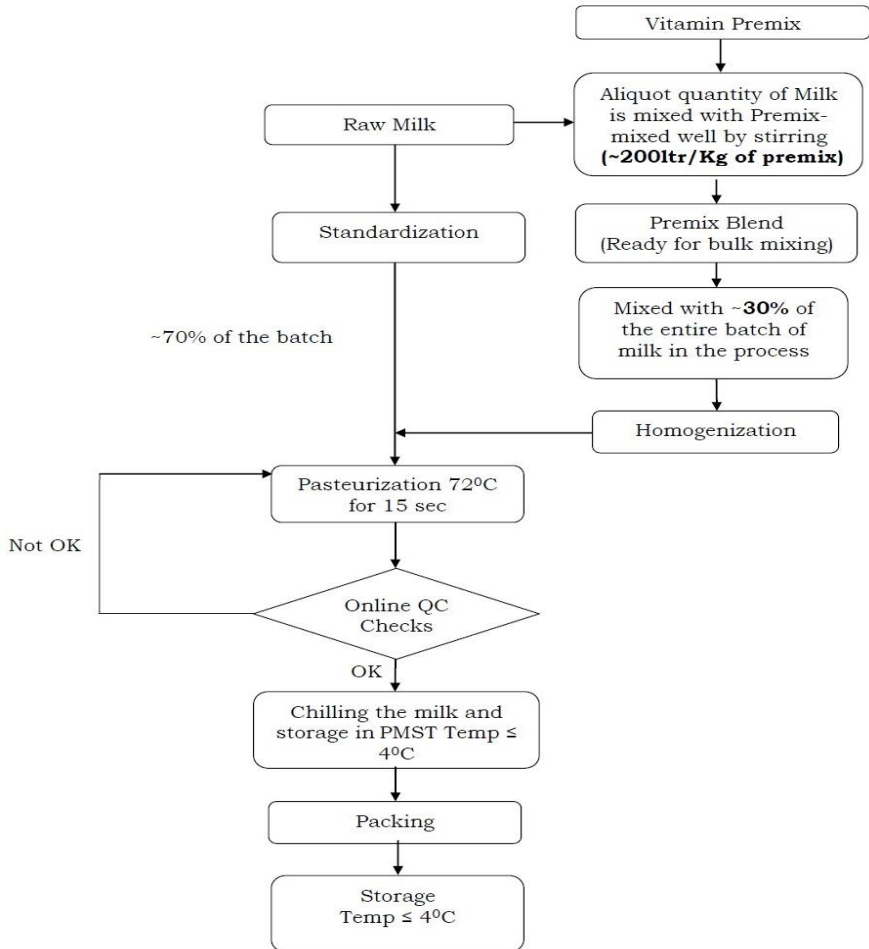 Vitamin Premix
Aliquot quantity of Milk
is mixed with Premix-
mixed well by stirring
(~200ltr/Kg of premix)
Raw Milk
Standardization
Premix Blend
(Ready for bulk mixing)
Mixed with ~30% of
the entire batch of
milk in the process
~70% of the batch
Homogenization
Pasteurization 72⁰C
for 15 sec
Not OK
Online QC
Checks
OK
Chilling the milk and
storage in PMST Temp ≤
4⁰C
Packing
Storage
Temp ≤ 4⁰C